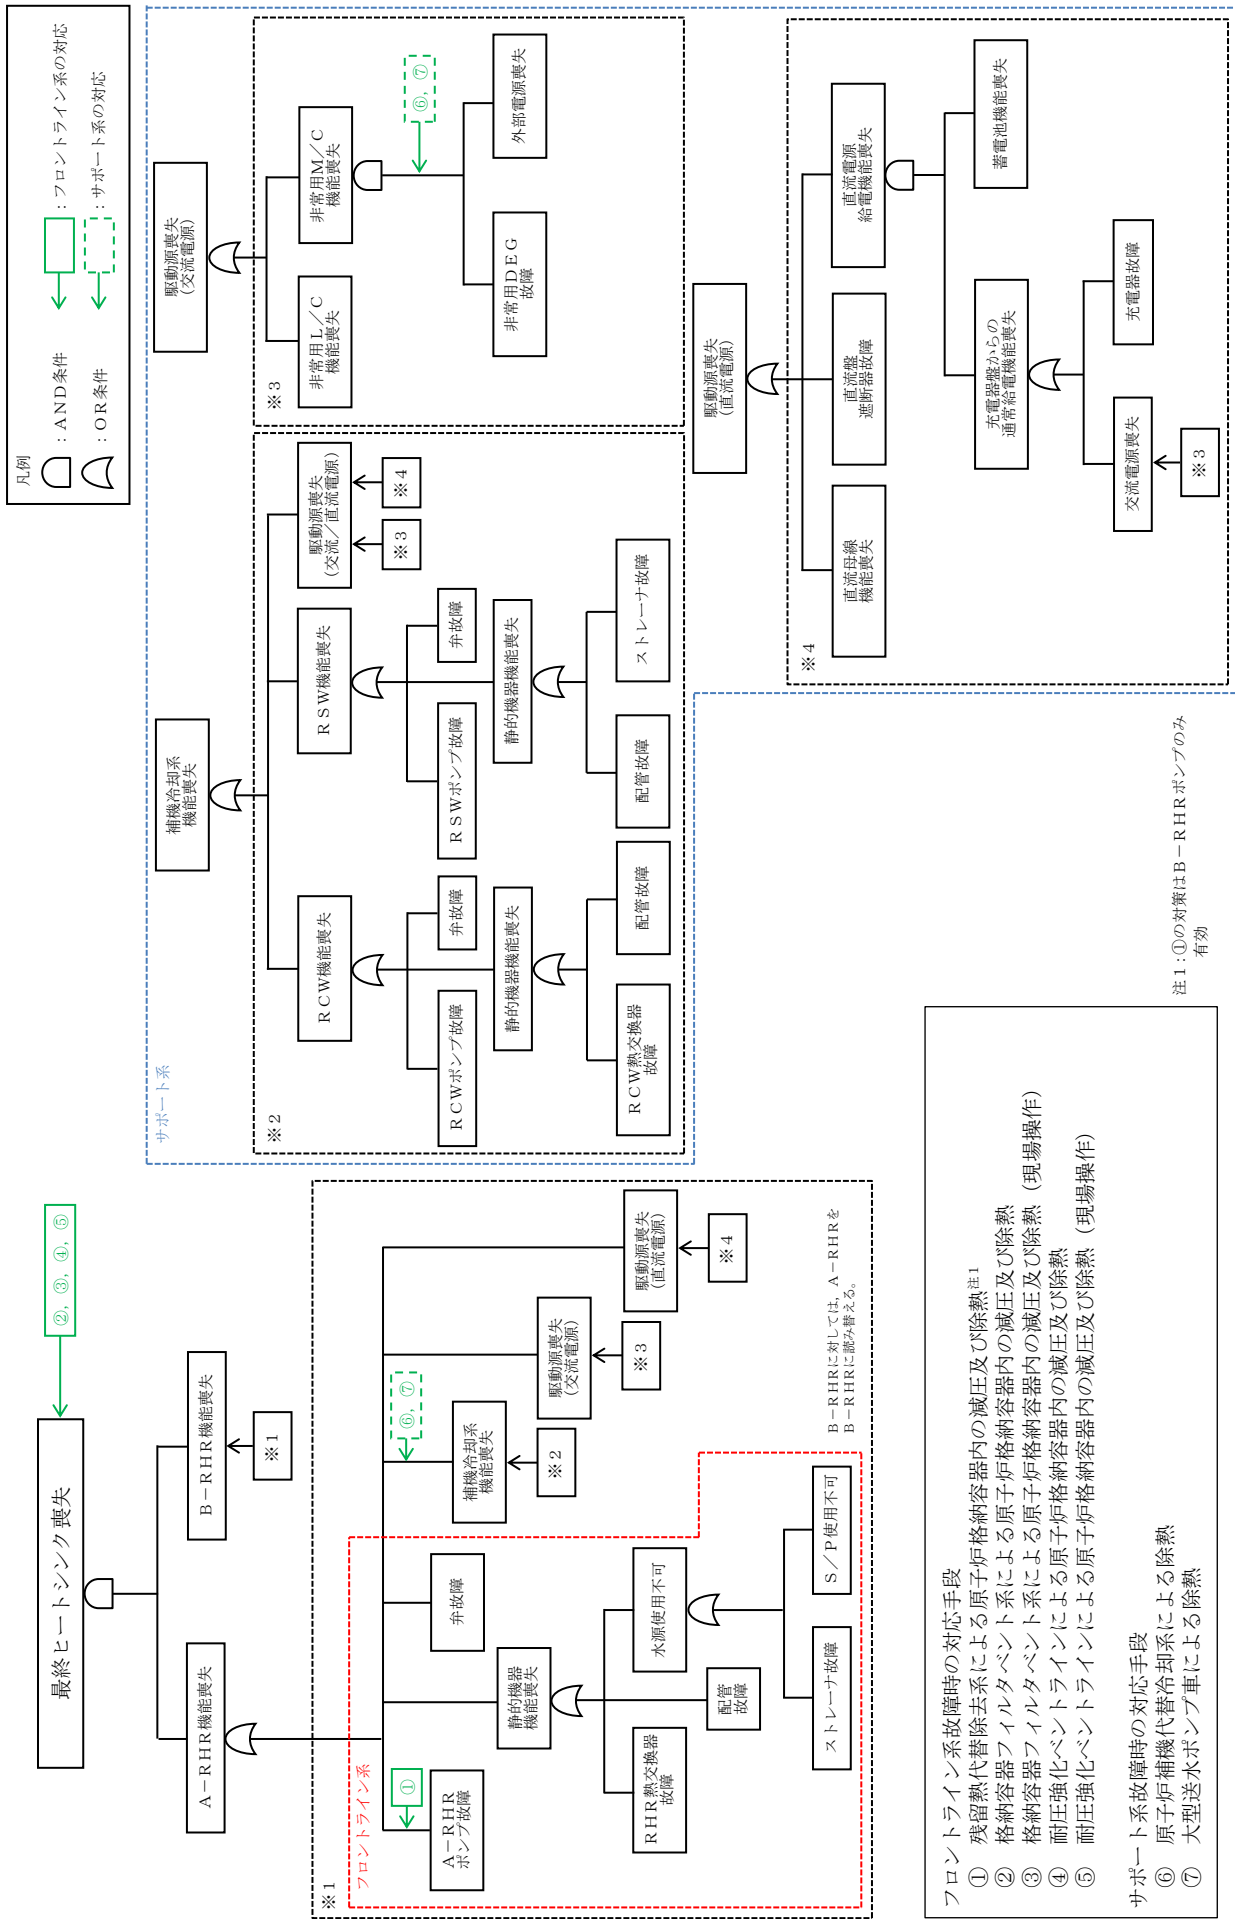 最終ヒートシンク喪失
②, ③, ④, ⑤
A－RHR機能喪失
B－RHR機能喪失
※1
※1
フロントライン系
①
A－RHR
ポンプ故障
静的機器
機能喪失
弁故障
⑥, ⑦
補機冷却系
機能喪失
※2
駆動源喪失
(交流電源)
※3
駆動源喪失
(直流電源)
※4
RHR熱交換器
故障
配管
故障
水源使用不可
ストレーナ故障
S／P使用不可
B－RHRに対しては, A－RHRを
B－RHRに読み替える。
フロントライン系故障時の対応手段
① 残留熱代替除去系による原子炉格納容器内の減圧及び除熱注1
② 格納容器フィルタベント系による原子炉格納容器内の減圧及び除熱
③ 格納容器フィルタベント系による原子炉格納容器内の減圧及び除熱（現場操作）
④ 耐圧強化ベントラインによる原子炉格納容器内の減圧及び除熱
⑤ 耐圧強化ベントラインによる原子炉格納容器内の減圧及び除熱（現場操作）
サポート系故障時の対応手段
⑥ 原子炉補機代替冷却系による除熱
⑦ 大型送水ポンプ車による除熱
注1:①の対策はB－RHRポンプのみ
有効
サポート系
補機冷却系
機能喪失
※2
RCW機能喪失
RSW機能喪失
駆動源喪失
(交流／直流電源)
※3
※4
RCWポンプ故障
弁故障
静的機器機能喪失
RCW熱交換器
故障
配管故障
RSWポンプ故障
弁故障
静的機器機能喪失
配管故障
ストレーナ故障
駆動源喪失
(交流電源)
※3
非常用L／C
機能喪失
非常用M／C
機能喪失
⑥, ⑦
非常用DEG
故障
外部電源喪失
駆動源喪失
(直流電源)
※4
直流母線
機能喪失
直流盤
遮断器故障
直流電源
給電機能喪失
充電器盤からの
通常給電機能喪失
蓄電池機能喪失
交流電源喪失
充電器故障
※3
凡例
：AND条件
：OR条件
：フロントライン系の対応
：サポート系の対応